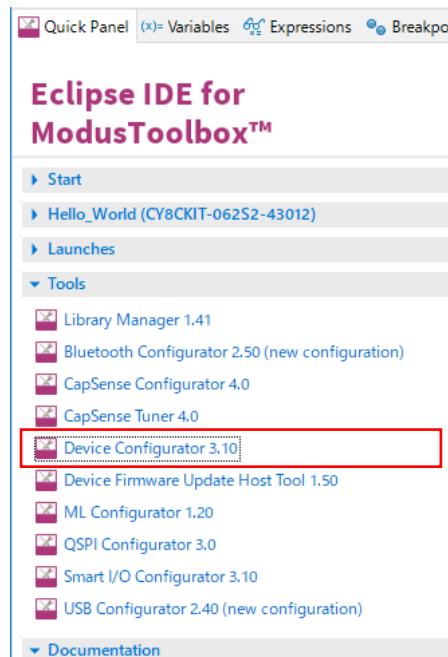 Quick Panel (x)= Variables Expressions Breakpo
Eclipse IDE for
ModusToolbox™
Start
Hello_World (CY8CKIT-062S2-43012)
Launches
Tools
Library Manager 1.41
Bluetooth Configurator 2.50 (new configuration)
CapSense Configurator 4.0
CapSense Tuner 4.0
Device Configurator 3.10
Device Firmware Update Host Tool 1.50
ML Configurator 1.20
QSPI Configurator 3.0
Smart I/O Configurator 3.10
USB Configurator 2.40 (new configuration)
Documentation